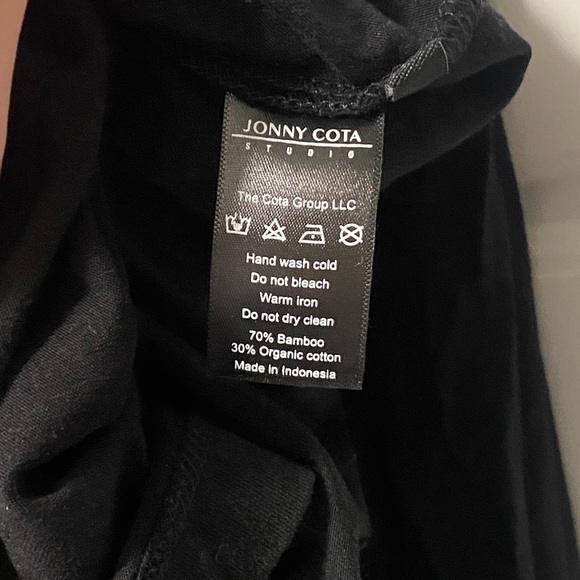 JONNY COTA
STUDIO
The Cota Group LLC
Hand wash cold
Do not bleach
Warm iron
Do not dry clean
70% Bamboo
30% Organic cotton
Made in Indonesia